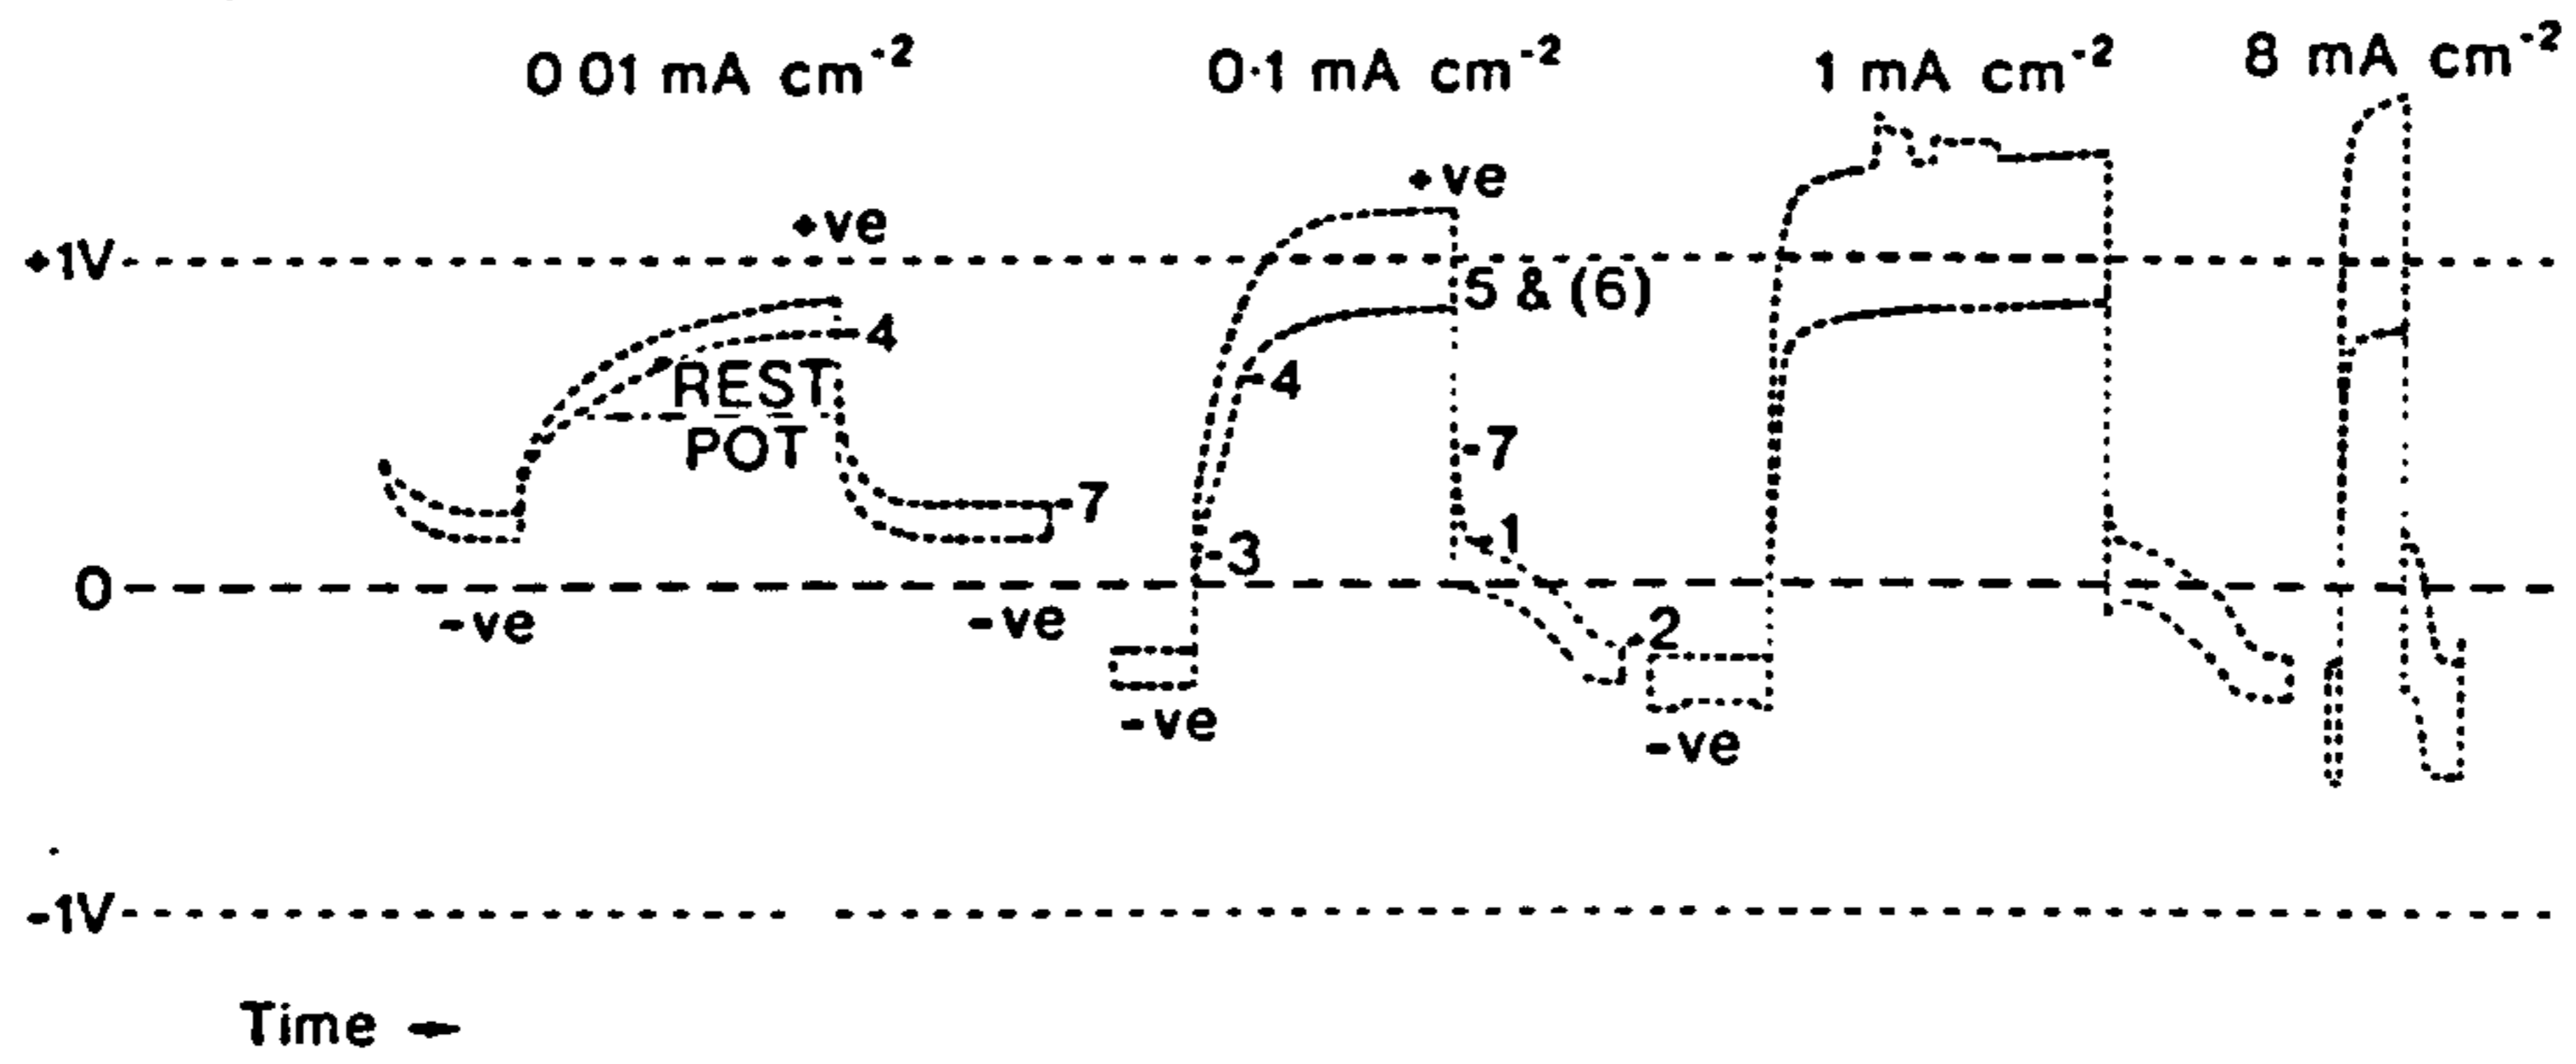 0 01 mA cm⁻²
0·1 mA cm⁻²
1 mA cm⁻²
8 mA cm⁻²
+ve
+ve
+1V
5 & (6)
4
REST
4
POT
7
7
1
3
0
-ve
-ve
2
-ve
-ve
-1V
Time →